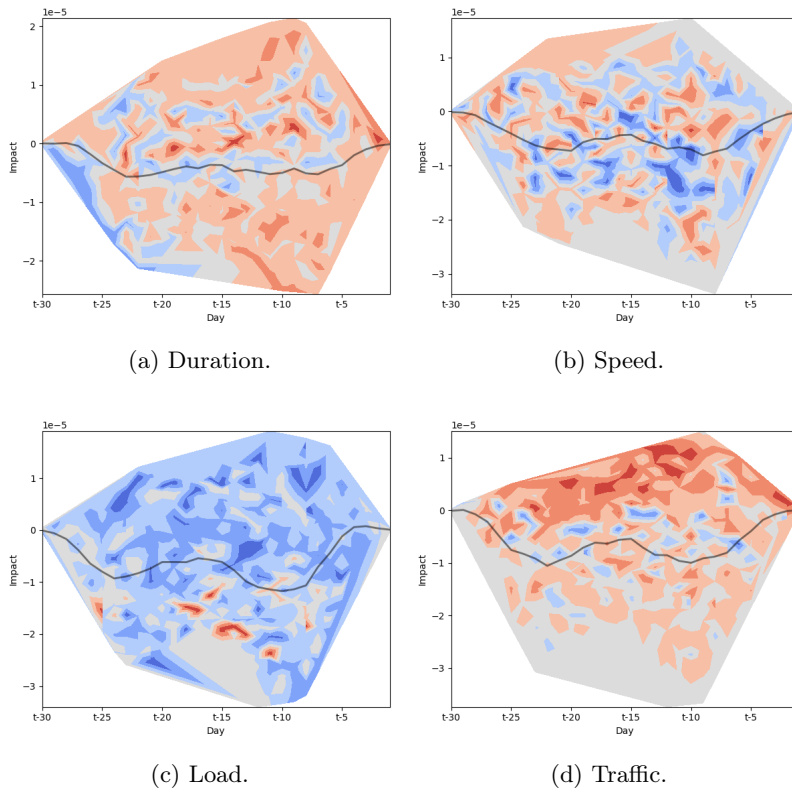 1e-5
2
1
0
−1
−2
Impact
t-30
t-25
t-20
t-15
t-10
t-5
Day
(a) Duration.
1e-5
1
0
−1
−2
−3
Impact
t-30
t-25
t-20
t-15
t-10
t-5
Day
(b) Speed.
1e-5
1
0
−1
−2
−3
Impact
t-30
t-25
t-20
t-15
t-10
t-5
Day
(c) Load.
1e-5
1
0
−1
−2
−3
Impact
t-30
t-25
t-20
t-15
t-10
t-5
Day
(d) Traffic.